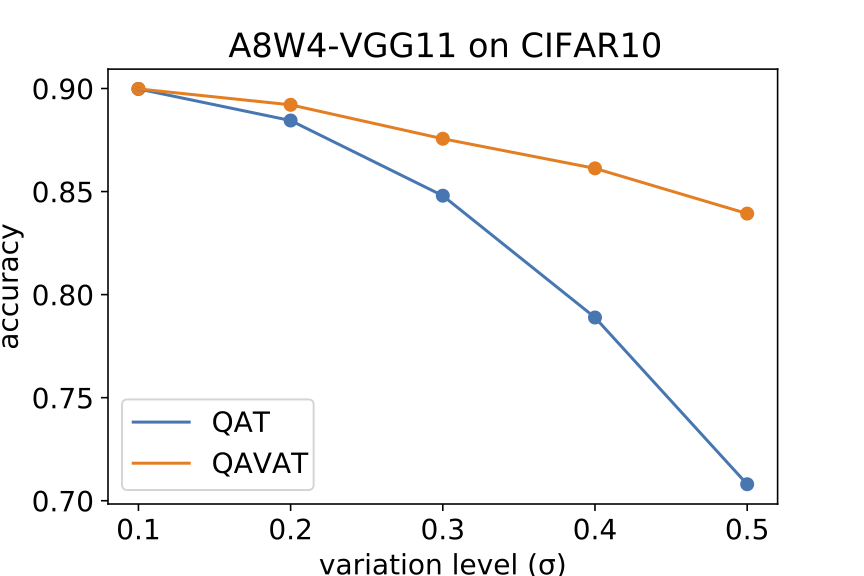 A8W4-VGG11 on CIFAR10
accuracy
0.90
0.85
0.80
0.75
0.70
QAT
QAVAT
0.1 0.2 0.3 0.4 0.5
variation level (σ)